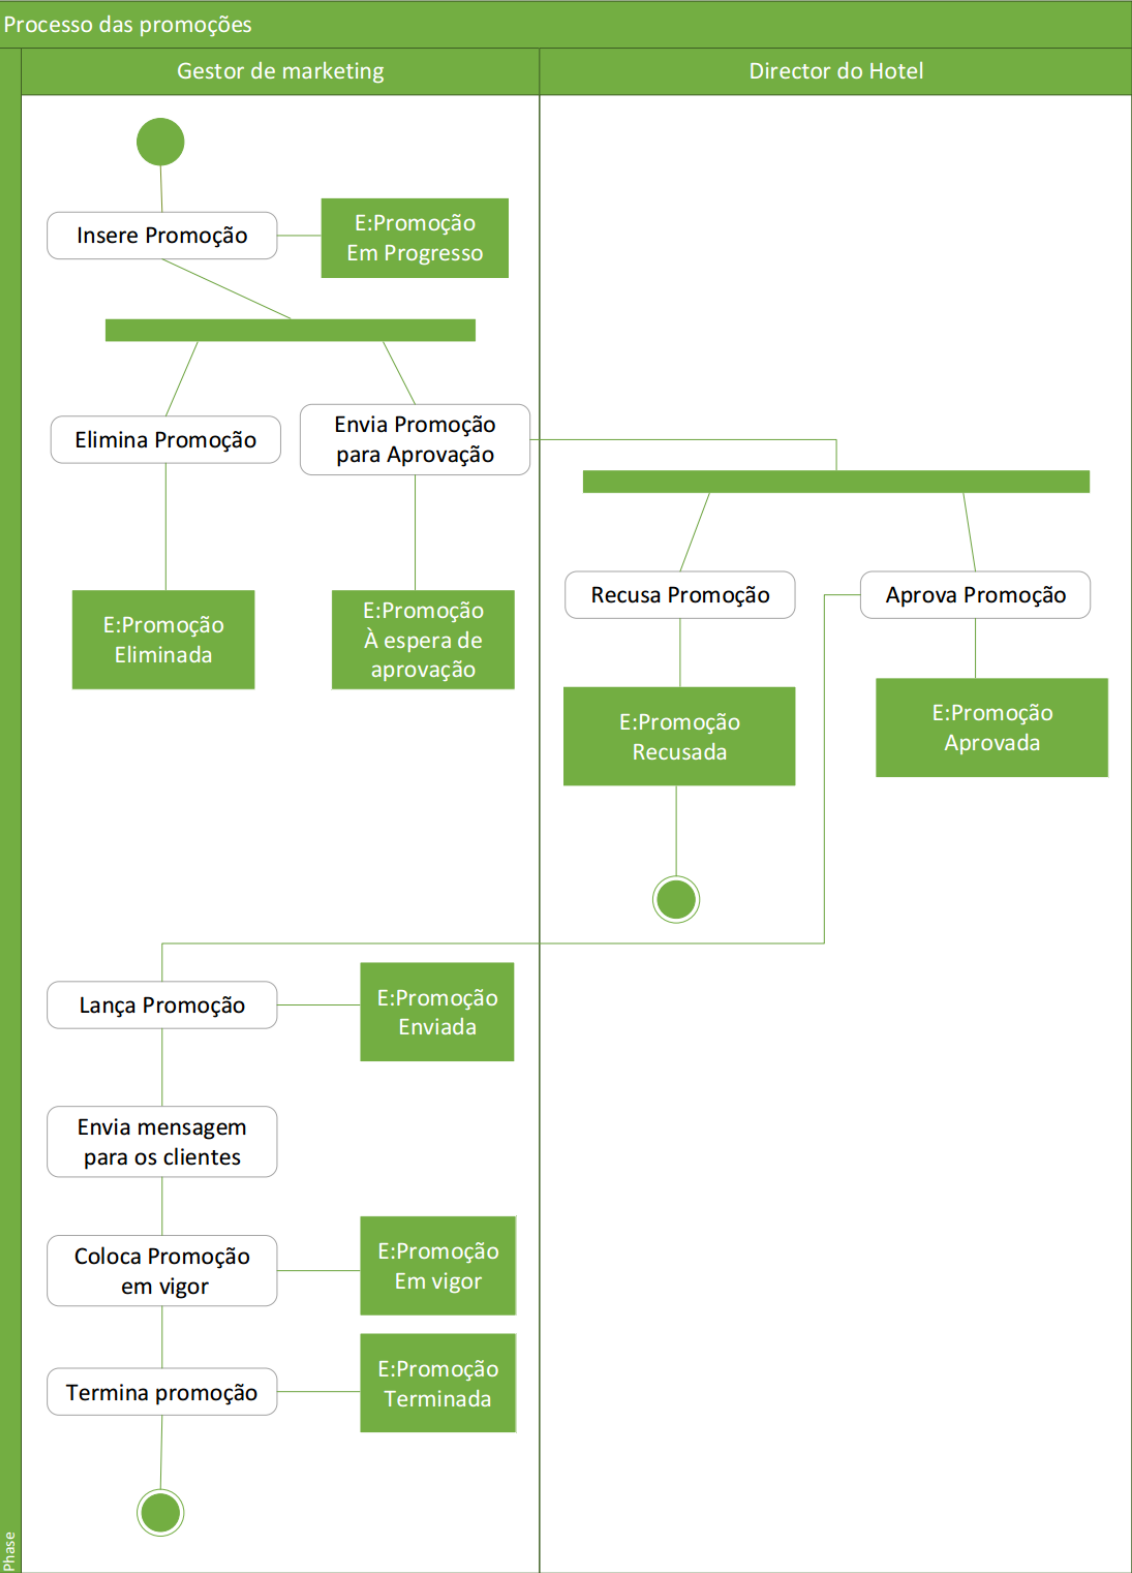 Processo das promoções
Gestor de marketing
Director do Hotel
Insere Promoção
E:Promoção
Em Progresso
Elimina Promoção
Envia Promoção
para Aprovação
E:Promoção
Eliminada
E:Promoção
À espera de
aprovação
Recusa Promoção
Aprova Promoção
E:Promoção
Recusada
E:Promoção
Aprovada
Lança Promoção
E:Promoção
Enviada
Envia mensagem
para os clientes
Coloca Promoção
em vigor
E:Promoção
Em vigor
Termina promoção
E:Promoção
Terminada
Phase